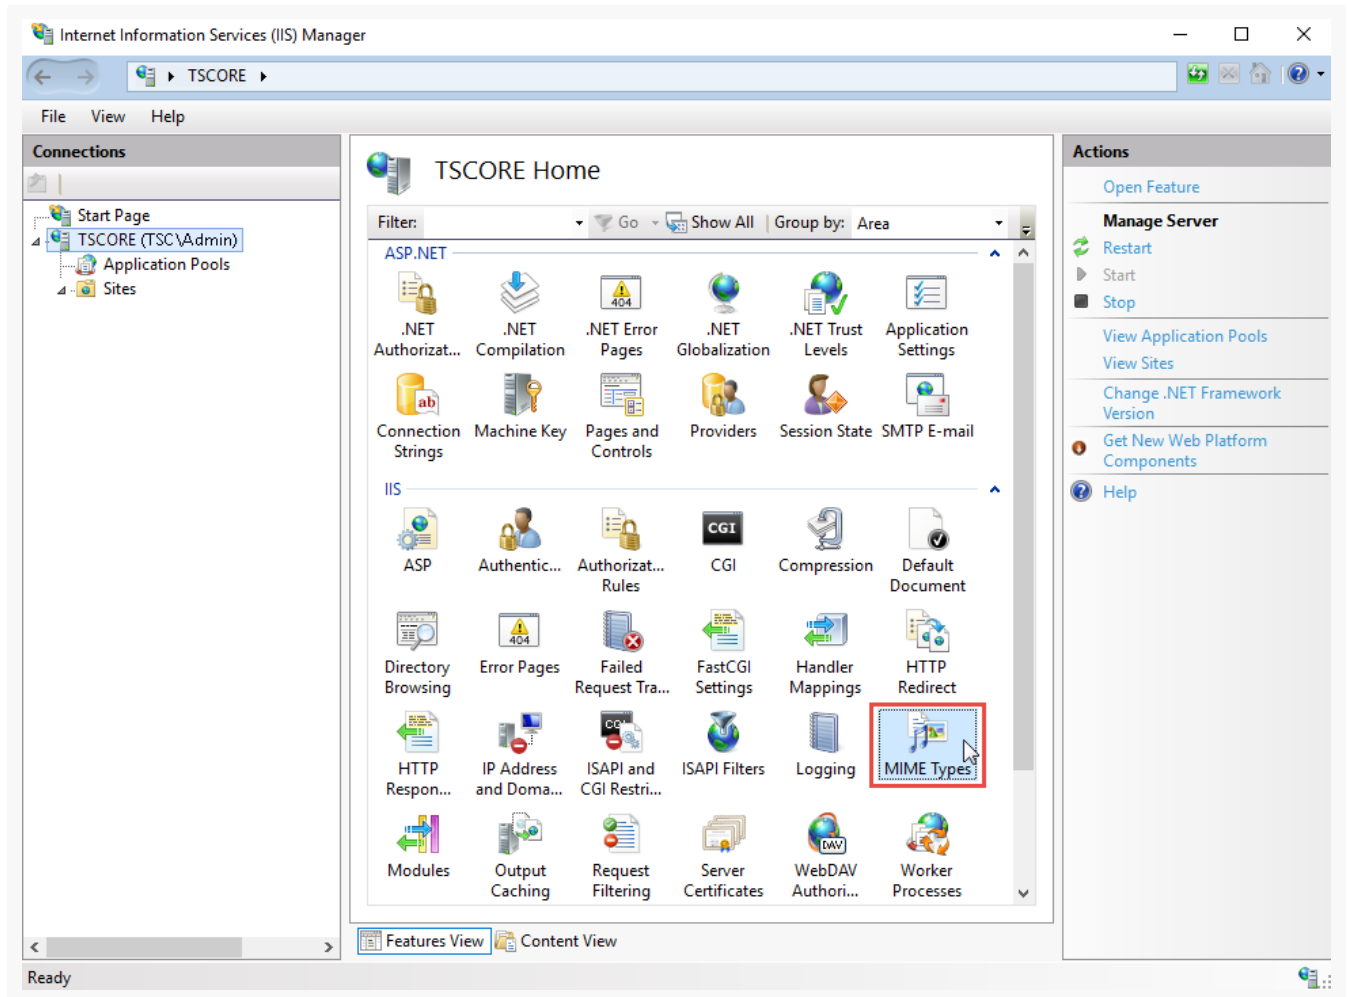 Internet Information Services (IIS) Manager
TSCORE
File View Help
Connections
Start Page
TSCORE (TSC\Admin)
Application Pools
Sites
TSCORE Home
Filter: Go Show All Group by: Area
ASP.NET
.NET Authorizat...
.NET Compilation
404
.NET Error Pages
.NET Globalization
.NET Trust Levels
Application Settings
ab
Connection Strings
Machine Key
Pages and Controls
Providers
Session State
SMTP E-mail
IIS
ASP
Authentic...
Authorizat... Rules
CGI
CGI
Compression
Default Document
Directory Browsing
404
Error Pages
Failed Request Tra...
FastCGI Settings
Handler Mappings
HTTP Redirect
HTTP Respon...
IP Address and Doma...
CGI
ISAPI and CGI Restri...
ISAPI Filters
Logging
MIME Types
Modules
Output Caching
Request Filtering
Server Certificates
DAV
WebDAV Authori...
Worker Processes
Features View
Content View
Actions
Open Feature
Manage Server
Restart
Start
Stop
View Application Pools
View Sites
Change .NET Framework
Version
Get New Web Platform
Components
Help
Ready